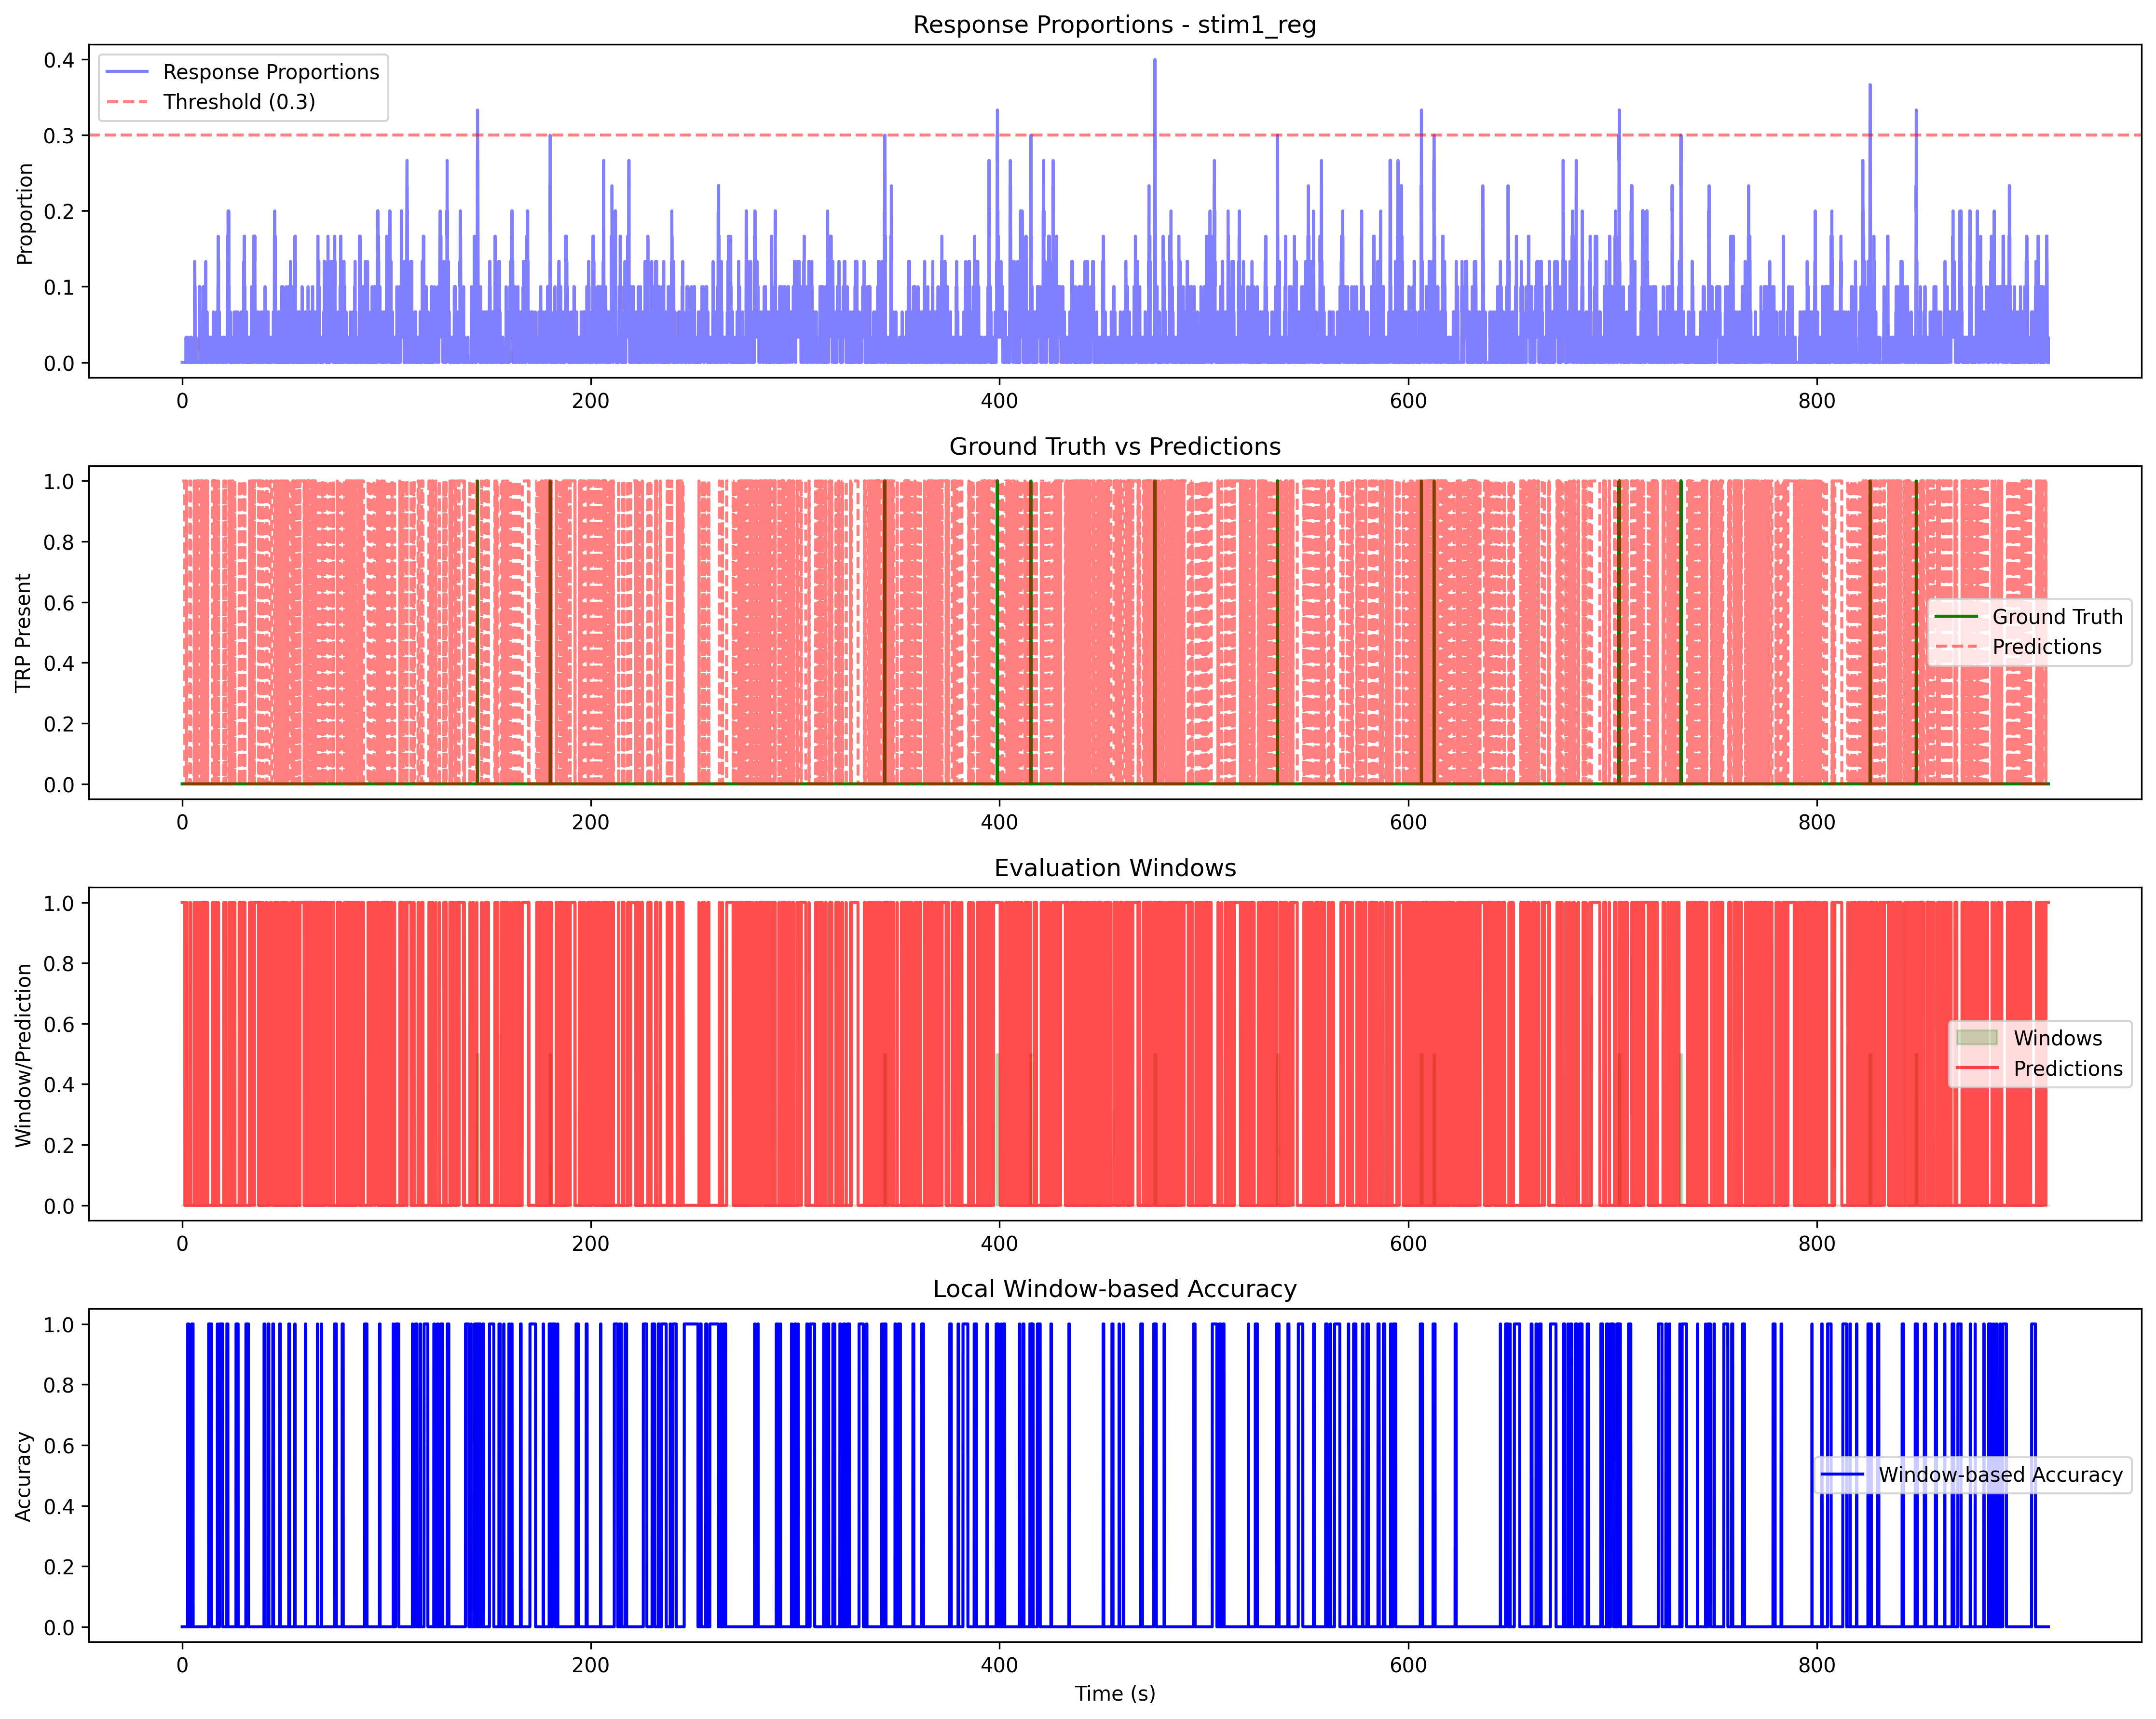 Response Proportions - stim1_reg
Proportion
0.4
0.3
0.2
0.1
0.0
Response Proportions
Threshold (0.3)
0 200 400 600 800
Ground Truth vs Predictions
TRP Present
1.0
0.8
0.6
0.4
0.2
0.0
Ground Truth
Predictions
0 200 400 600 800
Evaluation Windows
Window/Prediction
1.0
0.8
0.6
0.4
0.2
0.0
Windows
Predictions
0 200 400 600 800
Local Window-based Accuracy
Accuracy
1.0
0.8
0.6
0.4
0.2
0.0
Window-based Accuracy
0 200 400 600 800
Time (s)